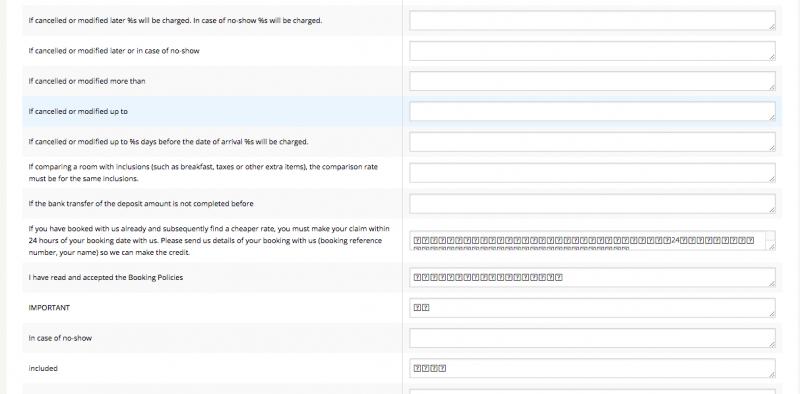 If cancelled or modified later %s will be charged. In case of no-show %s will be charged.
If cancelled or modified later or in case of no-show
If cancelled or modified more than
If cancelled or modified up to
If cancelled or modified up to %s days before the date of arrival %s will be charged.
If comparing a room with inclusions (such as breakfast, taxes or other extra items), the comparison rate
must be for the same inclusions.
If the bank transfer of the deposit amount is not completed before
If you have booked with us already and subsequently find a cheaper rate, you must make your claim within
24 hours of your booking date with us. Please send us details of your booking with us (booking reference
number, your name) so we can make the credit.
24
I have read and accepted the Booking Policies
IMPORTANT
In case of no-show
included